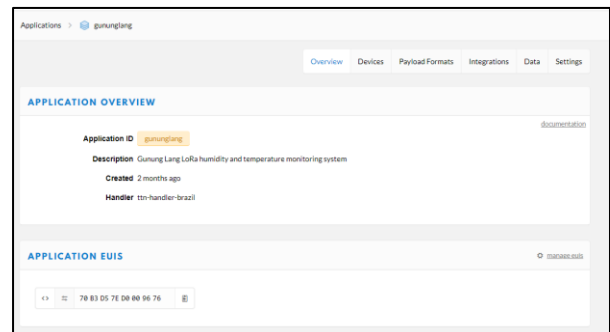 Applications > gununglang
Overview Devices Payload Formats Integrations Data Settings
APPLICATION OVERVIEW
documentation
Application ID gununglang
Description Gunung Lang LoRa humidity and temperature monitoring system
Created 2 months ago
Handler ttn-handler-brazil
APPLICATION EUIS
manage euis
<> 70 B3 D5 7E D0 00 96 76